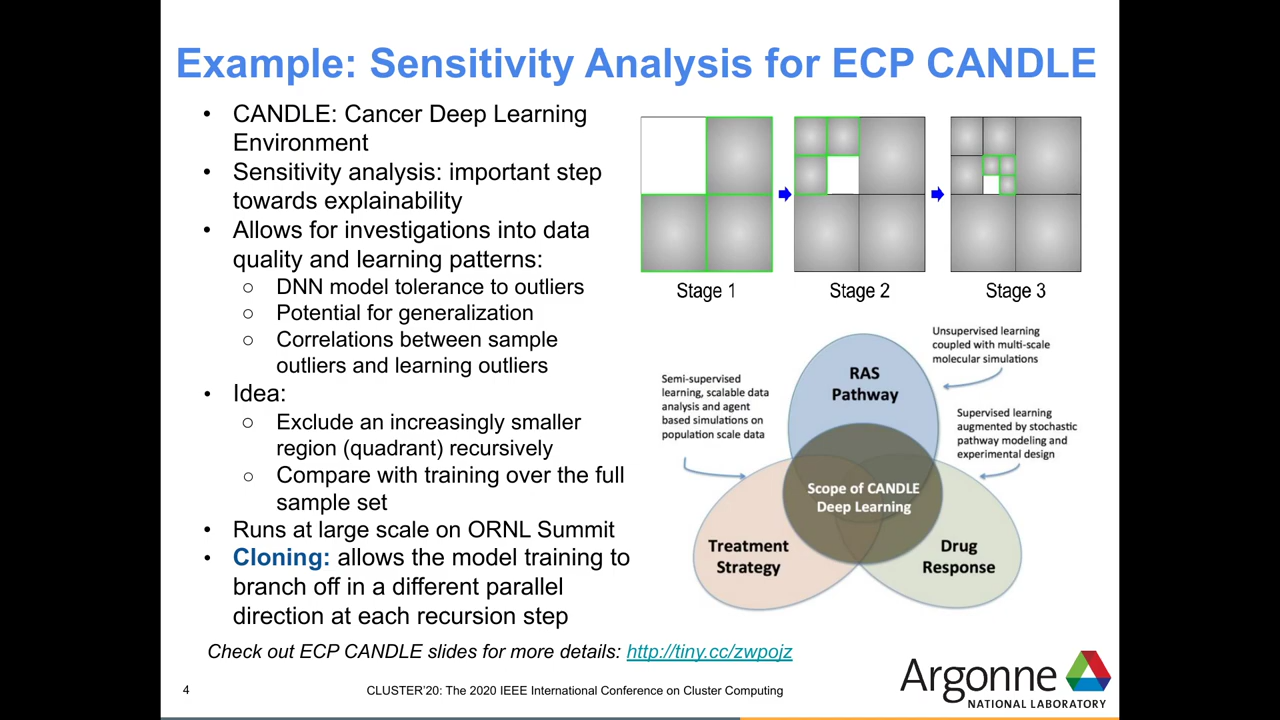 Example: Sensitivity Analysis for ECP CANDLE
• CANDLE: Cancer Deep Learning
Environment
• Sensitivity analysis: important step
towards explainability
• Allows for investigations into data
quality and learning patterns:
○ DNN model tolerance to outliers
○ Potential for generalization
○ Correlations between sample
outliers and learning outliers
• Idea:
○ Exclude an increasingly smaller
region (quadrant) recursively
○ Compare with training over the full
sample set
• Runs at large scale on ORNL Summit
• Cloning: allows the model training to
branch off in a different parallel
direction at each recursion step
Stage 1
Stage 2
Stage 3
Unsupervised learning
coupled with multi-scale
molecular simulations
RAS
Pathway
Semi-supervised
learning, scalable data
analysis and agent
based simulations on
population scale data
Supervised learning
augmented by stochastic
pathway modeling and
experimental design
Scope of CANDLE
Deep Learning
Treatment
Strategy
Drug
Response
Check out ECP CANDLE slides for more details: http://tiny.cc/zwpojz
4
CLUSTER'20: The 2020 IEEE International Conference on Cluster Computing
Argonne
NATIONAL LABORATORY